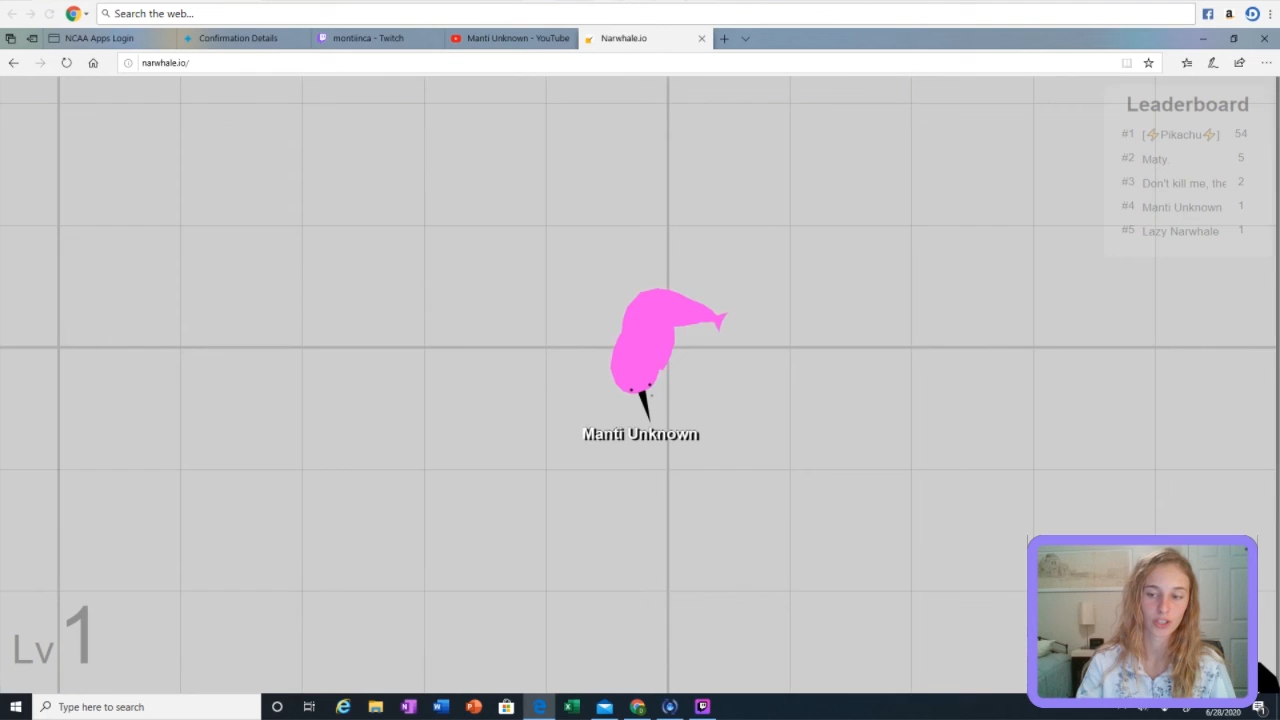 Search the web...
NCAA Apps Login
Confirmation Details
montiinca - Twitch
Manti Unknown - YouTube
Narwhale.io
narwhale.io/
Leaderboard
#1 [⚡Pikachu⚡] 54
#2 Maty. 5
#3 Don't kill me, the 2
#4 Manti Unknown 1
#5 Lazy Narwhale 1
Manti Unknown
Lv 1
Type here to search
6/28/2020